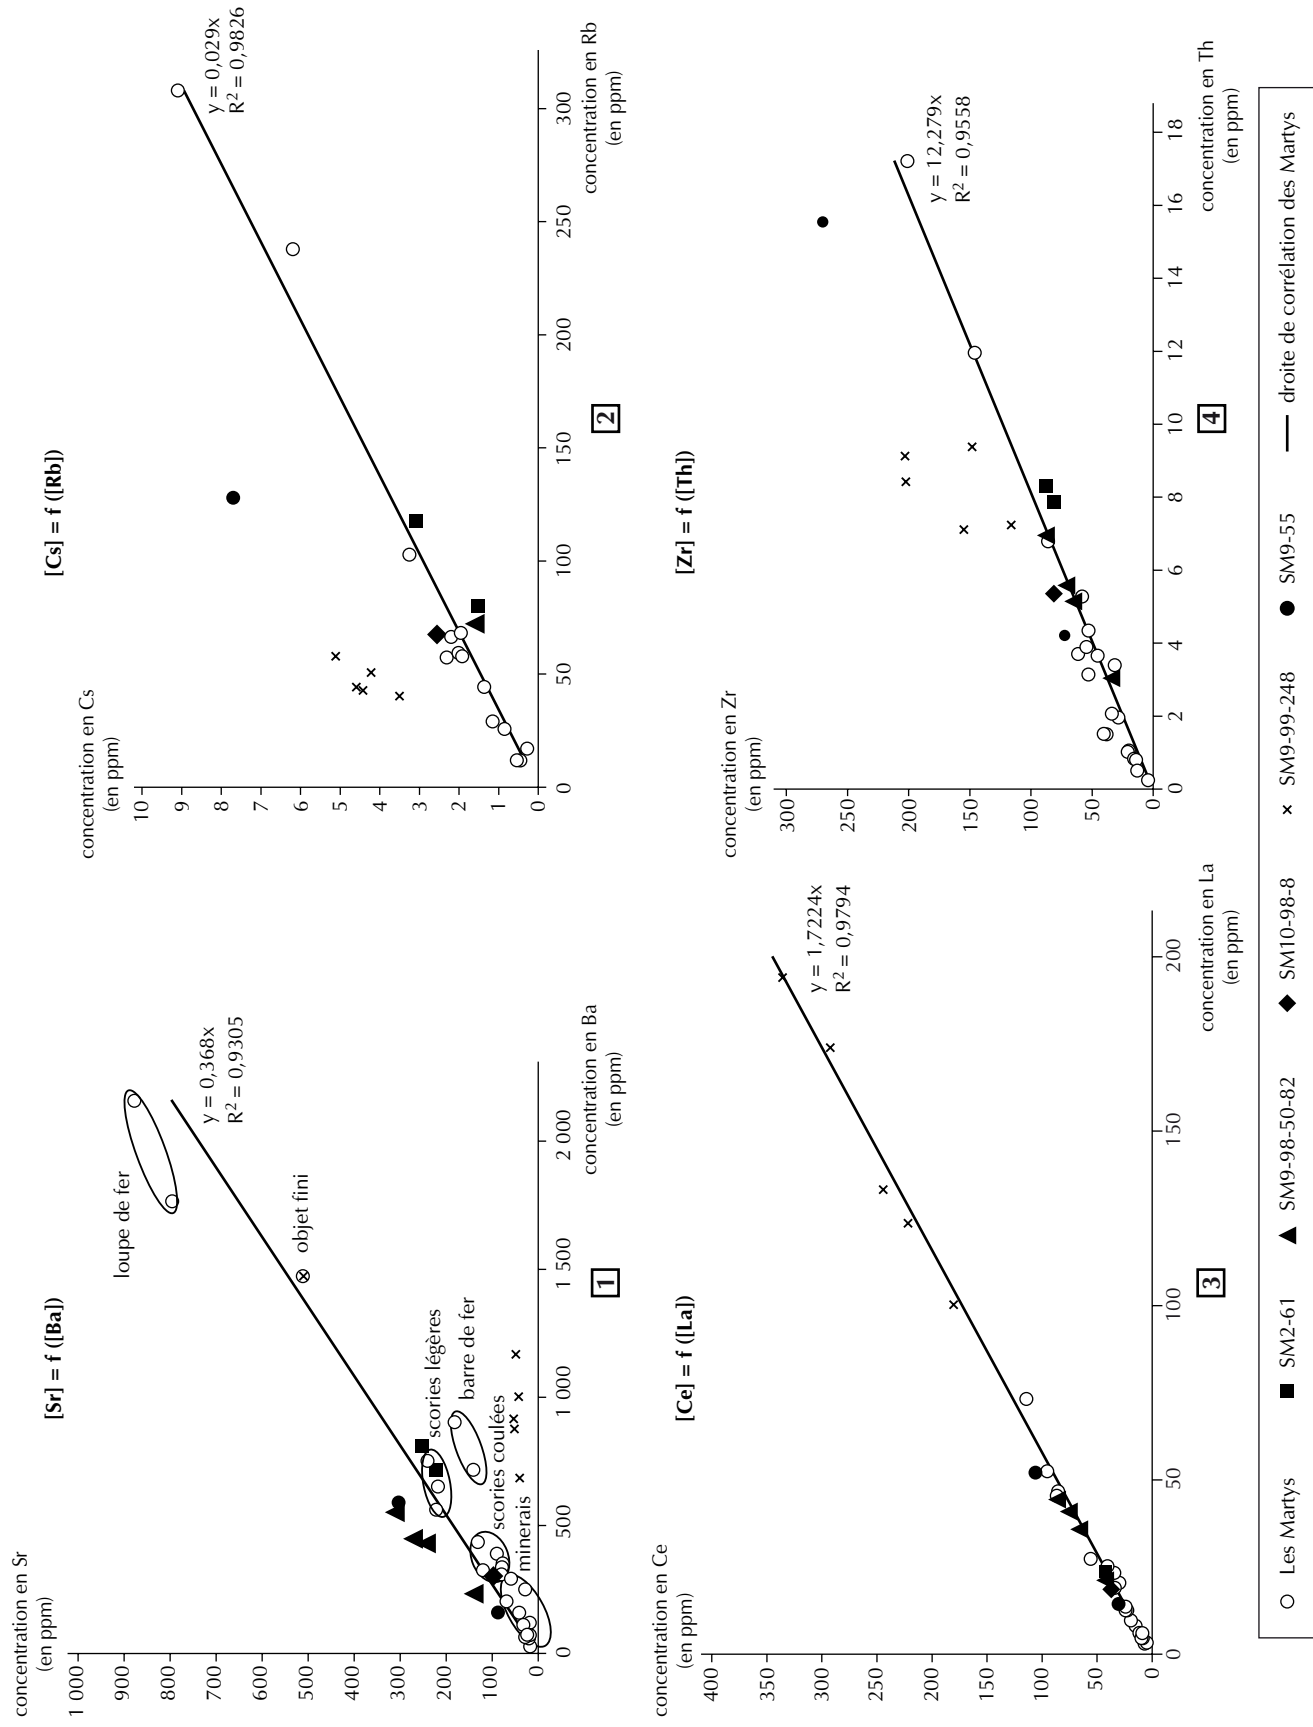 [Sr] = f ([Ba])
concentration en Sr
(en ppm)
1 000
900
800
700
600
500
400
300
200
100
0
0
500
1 000
1 500
2 000
concentration en Ba
(en ppm)
loupe de fer
objet fini
scories légères
barre de fer
scories coulées
minerais
y = 0,368x
R² = 0,9305
1
[Cs] = f ([Rb])
concentration en Cs
(en ppm)
10
9
8
7
6
5
4
3
2
1
0
0
50
100
150
200
250
300
concentration en Rb
(en ppm)
y = 0,029x
R² = 0,9826
2
[Ce] = f ([La])
concentration en Ce
(en ppm)
400
350
300
250
200
150
100
50
0
0
50
100
150
200
concentration en La
(en ppm)
y = 1,7224x
R² = 0,9794
3
[Zr] = f ([Th])
concentration en Zr
(en ppm)
300
250
200
150
100
50
0
0
2
4
6
8
10
12
14
16
18
concentration en Th
(en ppm)
y = 12,279x
R² = 0,9558
4
Les Martys
SM2-61
SM9-98-50-82
SM10-98-8
SM9-99-248
SM9-55
droite de corrélation des Martys